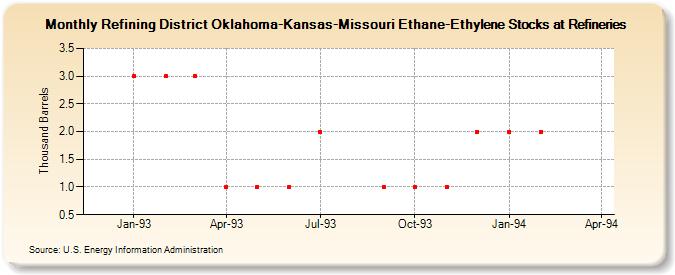 Monthly Refining District Oklahoma-Kansas-Missouri Ethane-Ethylene Stocks at Refineries
Thousand Barrels
3.5
3.0
2.5
2.0
1.5
1.0
0.5
Jan-93 Apr-93 Jul-93 Oct-93 Jan-94 Apr-94
Source: U.S. Energy Information Administration